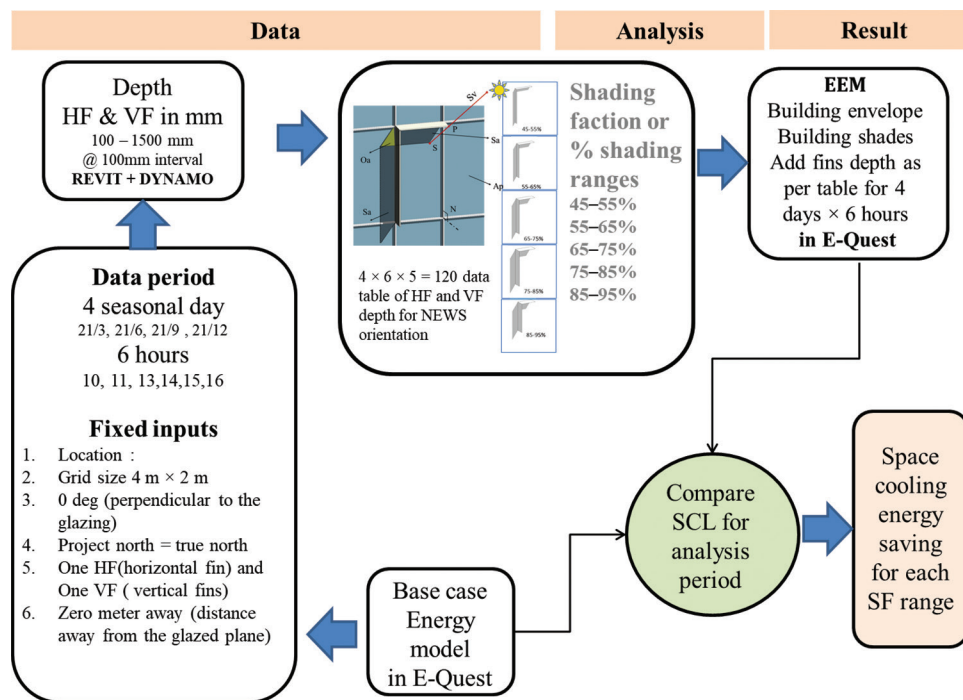 Data
Analysis
Result
Depth
HF & VF in mm
100 – 1500 mm
@ 100mm interval
REVIT + DYNAMO
Sv
P
S
Sa
Oa
Ap
Sa
N
4 × 6 × 5 = 120 data
table of HF and VF
depth for NEWS
orientation
45-55%
55-65%
65-75%
75-85%
85-95%
Shading
faction or
% shading
ranges
45–55%
55–65%
65–75%
75–85%
85–95%
EEM
Building envelope
Building shades
Add fins depth as
per table for 4
days × 6 hours
in E-Quest
Data period
4 seasonal day
21/3, 21/6, 21/9 , 21/12
6 hours
10, 11, 13,14,15,16
Fixed inputs
1. Location :
2. Grid size 4 m × 2 m
3. 0 deg (perpendicular to the
glazing)
4. Project north = true north
5. One HF(horizontal fin) and
One VF ( vertical fins)
6. Zero meter away (distance
away from the glazed plane)
Base case
Energy
model
in E-Quest
Compare
SCL for
analysis
period
Space
cooling
energy
saving
for each
SF range